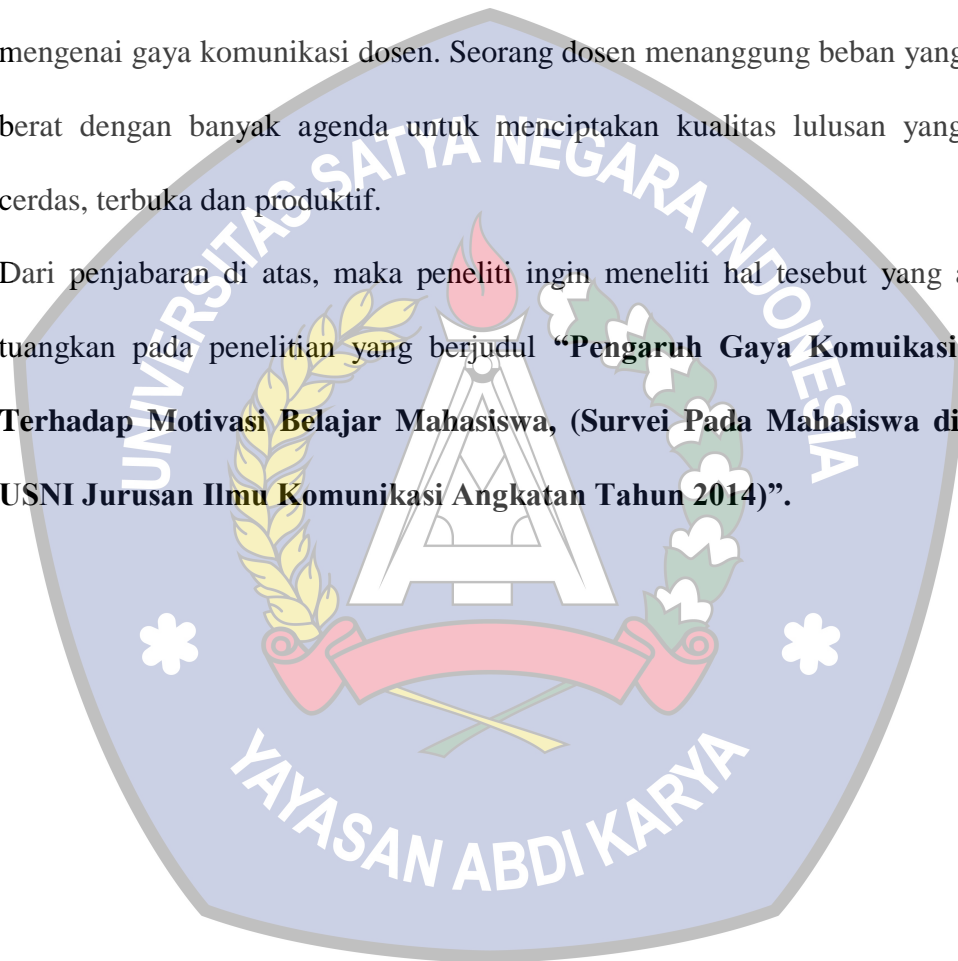 mengenai gaya komunikasi dosen. Seorang dosen menanggung beban yang
berat dengan banyak agenda untuk menciptakan kualitas lulusan yang
cerdas, terbuka dan produktif.
Dari penjabaran di atas, maka peneliti ingin meneliti hal tesebut yang a
tuangkan pada penelitian yang berjudul “Pengaruh Gaya Komuikasi
Terhadap Motivasi Belajar Mahasiswa, (Survei Pada Mahasiswa di
USNI Jurusan Ilmu Komunikasi Angkatan Tahun 2014)”.
UNIVERSITAS SATYA NEGARA INDONESIA
YAYASAN ABDI KARYA